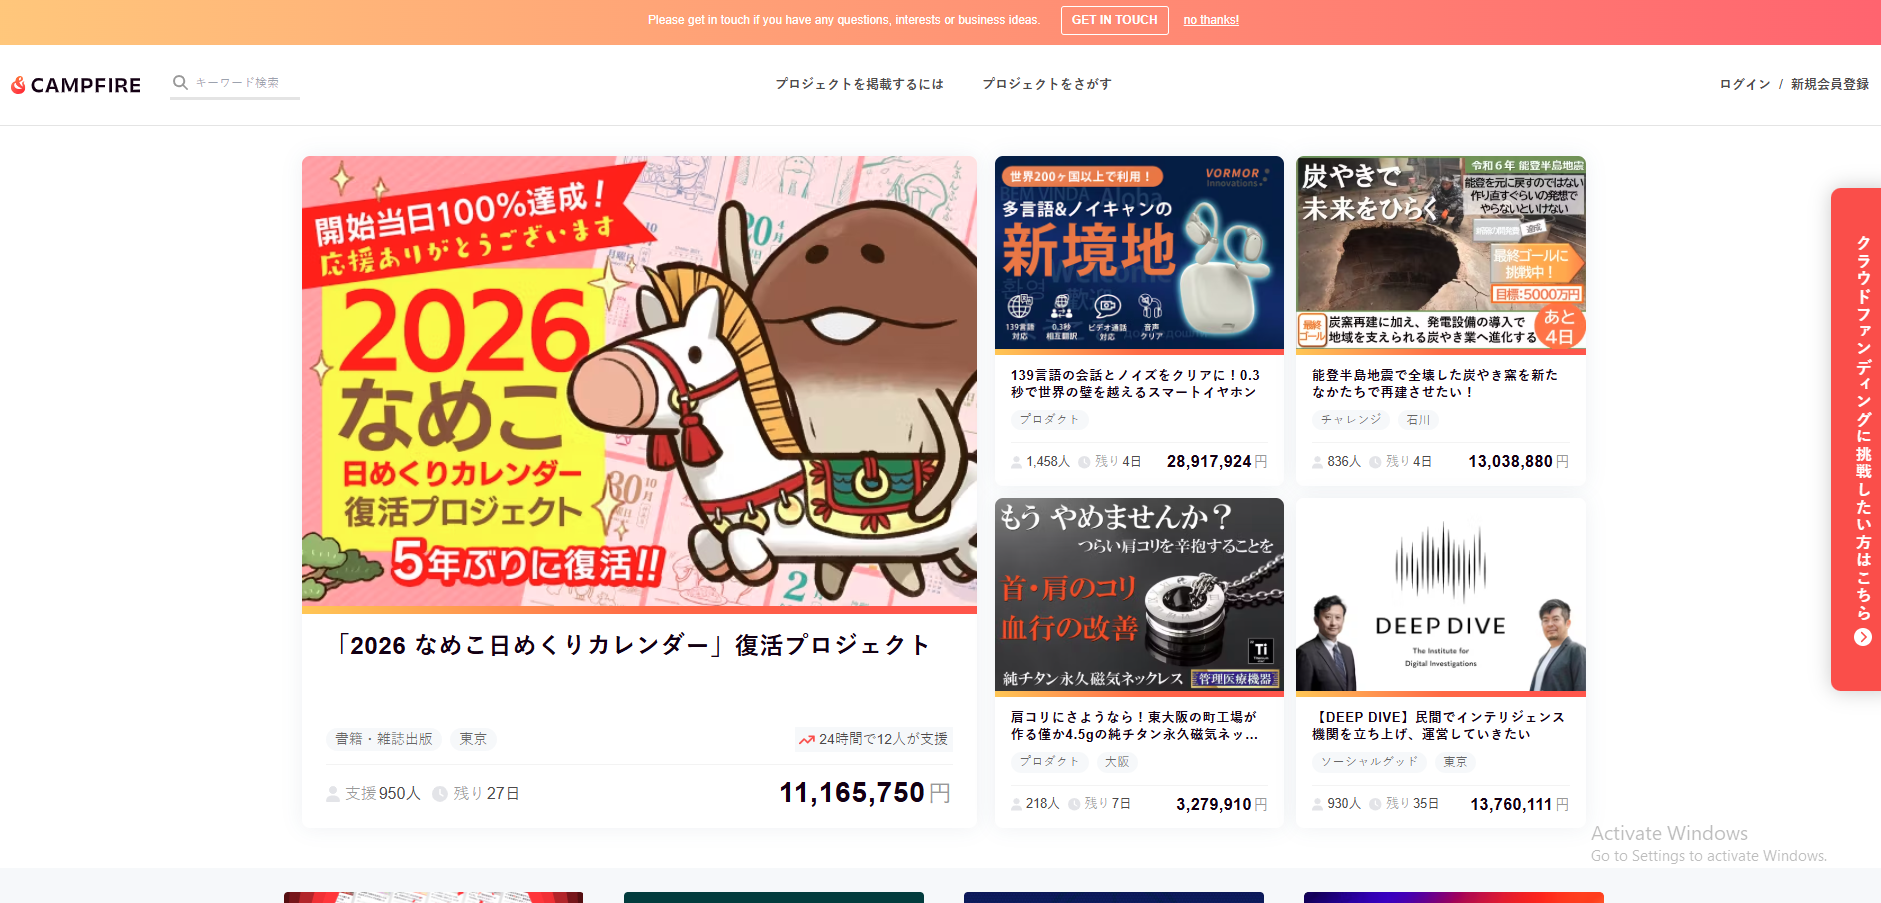 Please get in touch if you have any questions, interests or business ideas.
GET IN TOUCH
no thanks!
CAMPFIRE
キーワード検索
プロジェクトを掲載するには
プロジェクトをさがす
ログイン / 新規会員登録
開始当日100%達成！
応援ありがとうございます
2026
なめこ
日めくりカレンダー
復活プロジェクト
5年ぶりに復活!!
「2026 なめこ日めくりカレンダー」復活プロジェクト
書籍・雑誌出版
東京
24時間で12人が支援
支援950人
残り27日
11,165,750円
世界200ヶ国以上で利用！
VORMOR
Innovations
多言語&ノイキャンの
新境地
139言語
対応
0.3秒
相互翻訳
ビデオ通話
対応
音声
クリア
139言語の会話とノイズをクリアに！0.3
秒で世界の壁を越えるスマートイヤホン
プロダクト
1,458人
残り4日
28,917,924円
令和６年 能登半島地震
炭やきで
未来をひらく
能登を元に戻すのではない
作り直すぐらいの発想で
やらないといけない
達成
最終ゴールに
挑戦中！
目標:5000万円
最終
ゴール
炭窯再建に加え、発電設備の導入で
地域を支えられる炭やき業へ進化する
あと
4日
能登半島地震で全壊した炭やき窯を新た
なかたちで再建させたい！
チャレンジ
石川
836人
残り4日
13,038,880円
もう やめませんか？
つらい肩コリを辛抱することを
首・肩のコリ
血行の改善
Ti
純チタン永久磁気ネックレス
管理医療機器
肩コリにさようなら！東大阪の町工場が
作る僅か4.5gの純チタン永久磁気ネッ...
プロダクト
大阪
218人
残り7日
3,279,910円
DEEP DIVE
The Institute for
Digital Investigations
【DEEP DIVE】民間でインテリジェンス
機関を立ち上げ、運営していきたい
ソーシャルグッド
東京
930人
残り35日
13,760,111円
クラウドファンディングに挑戦したい方はこちら
Activate Windows
Go to Settings to activate Windows.